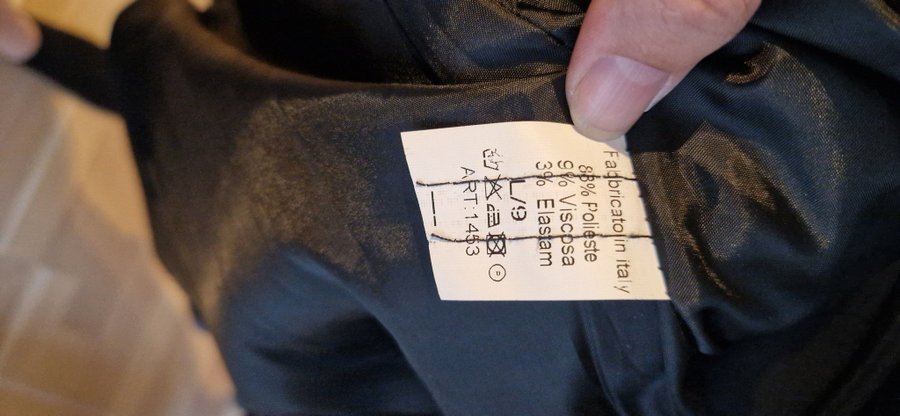 Fabbricato in italy
88% Polieste
9% Viscosa
3% Elastam
L/9
ART:1453